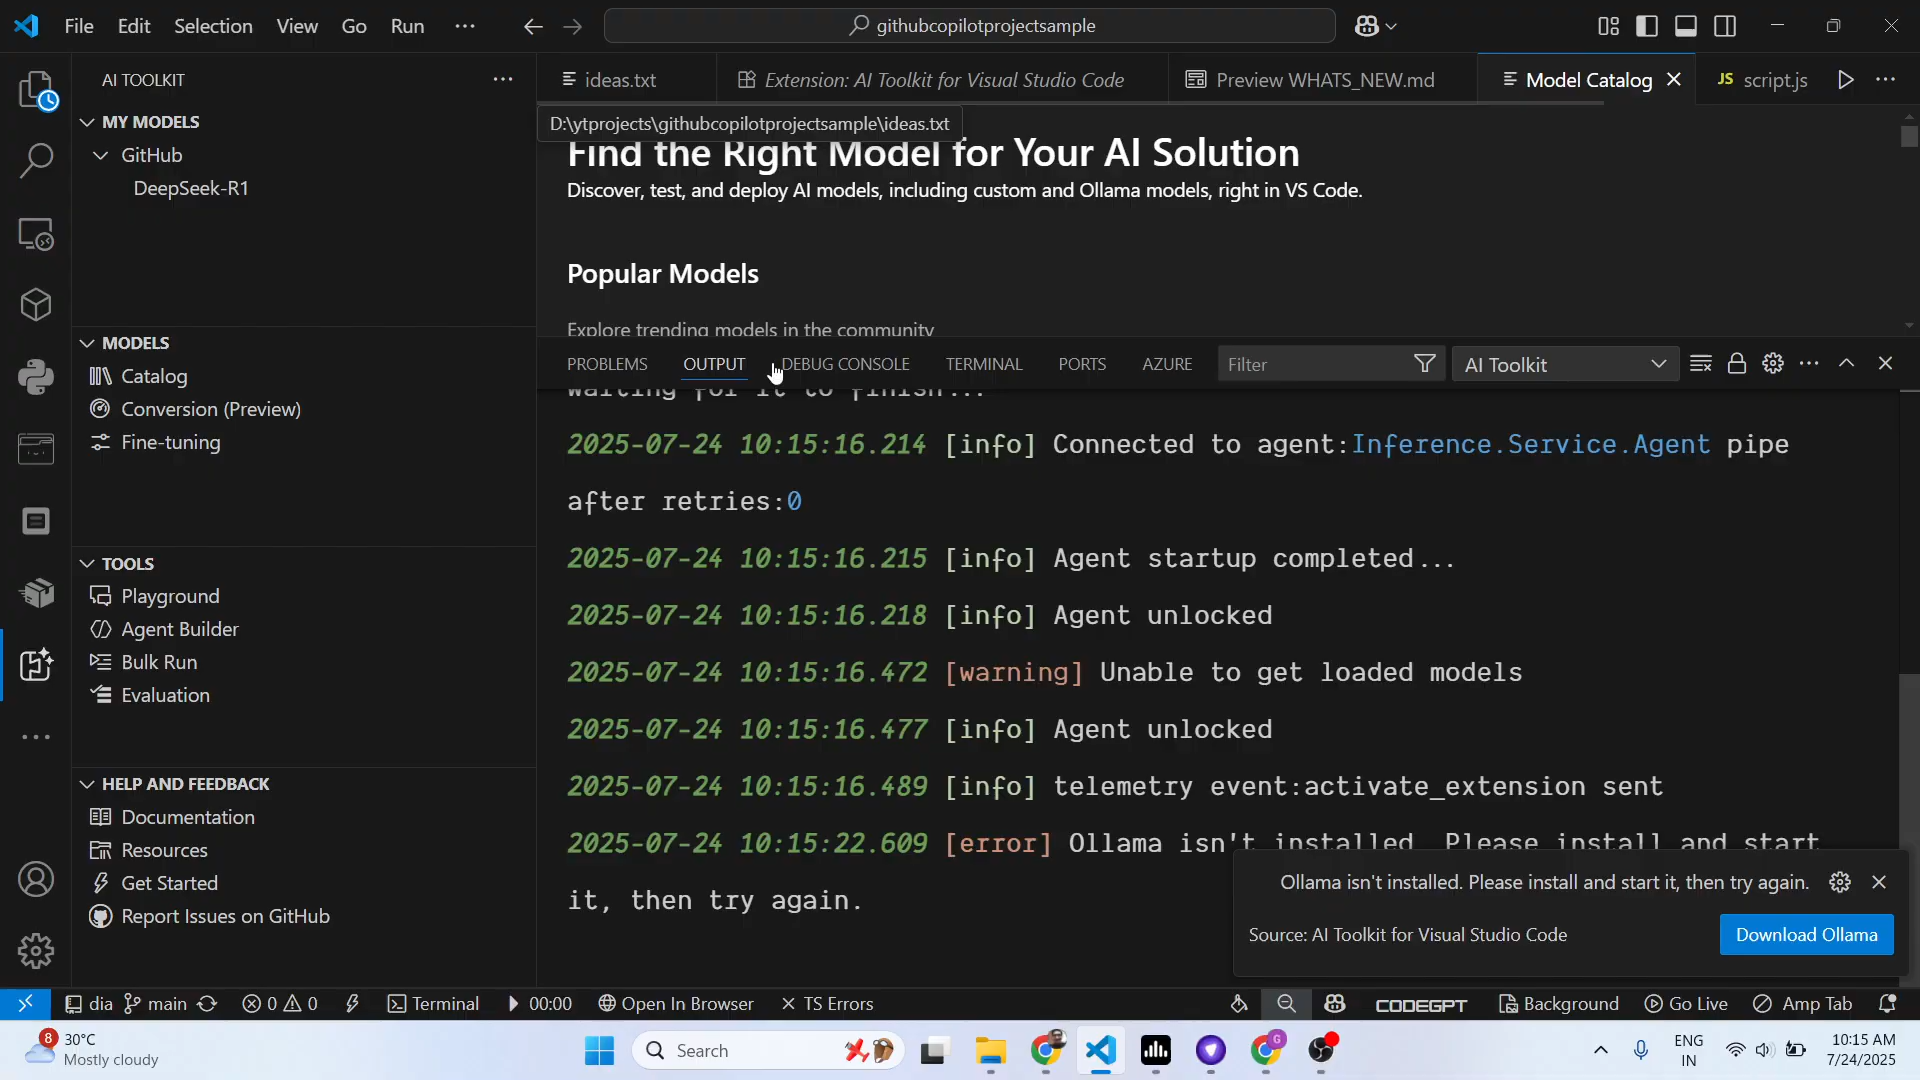 File Edit Selection View Go Run ···
githubcopilotprojectsample
AI TOOLKIT
MY MODELS
GitHub
DeepSeek-R1
MODELS
Catalog
Conversion (Preview)
Fine-tuning
TOOLS
Playground
Agent Builder
Bulk Run
Evaluation
HELP AND FEEDBACK
Documentation
Resources
Get Started
Report Issues on GitHub
ideas.txt
Extension: AI Toolkit for Visual Studio Code
Preview WHATS_NEW.md
Model Catalog
JS script.js
D:\ytprojects\githubcopilotprojectsample\ideas.txt
Find the Right Model for Your AI Solution
Discover, test, and deploy AI models, including custom and Ollama models, right in VS Code.
Popular Models
Explore trending models in the community
PROBLEMS OUTPUT DEBUG CONSOLE TERMINAL PORTS AZURE Filter AI Toolkit
waiting for it to finish...
2025-07-24 10:15:16.214 [info] Connected to agent:Inference.Service.Agent pipe
after retries:0
2025-07-24 10:15:16.215 [info] Agent startup completed...
2025-07-24 10:15:16.218 [info] Agent unlocked
2025-07-24 10:15:16.472 [warning] Unable to get loaded models
2025-07-24 10:15:16.477 [info] Agent unlocked
2025-07-24 10:15:16.489 [info] telemetry event:activate_extension sent
2025-07-24 10:15:22.609 [error] Ollama isn't installed. Please install and start
it, then try again.
Ollama isn't installed. Please install and start it, then try again.
Source: AI Toolkit for Visual Studio Code
Download Ollama
dia main 0 0 Terminal 00:00 Open In Browser TS Errors CODEGPT Background Go Live Amp Tab
8
30°C
Mostly cloudy
Search
G
ENG
IN
10:15 AM
7/24/2025